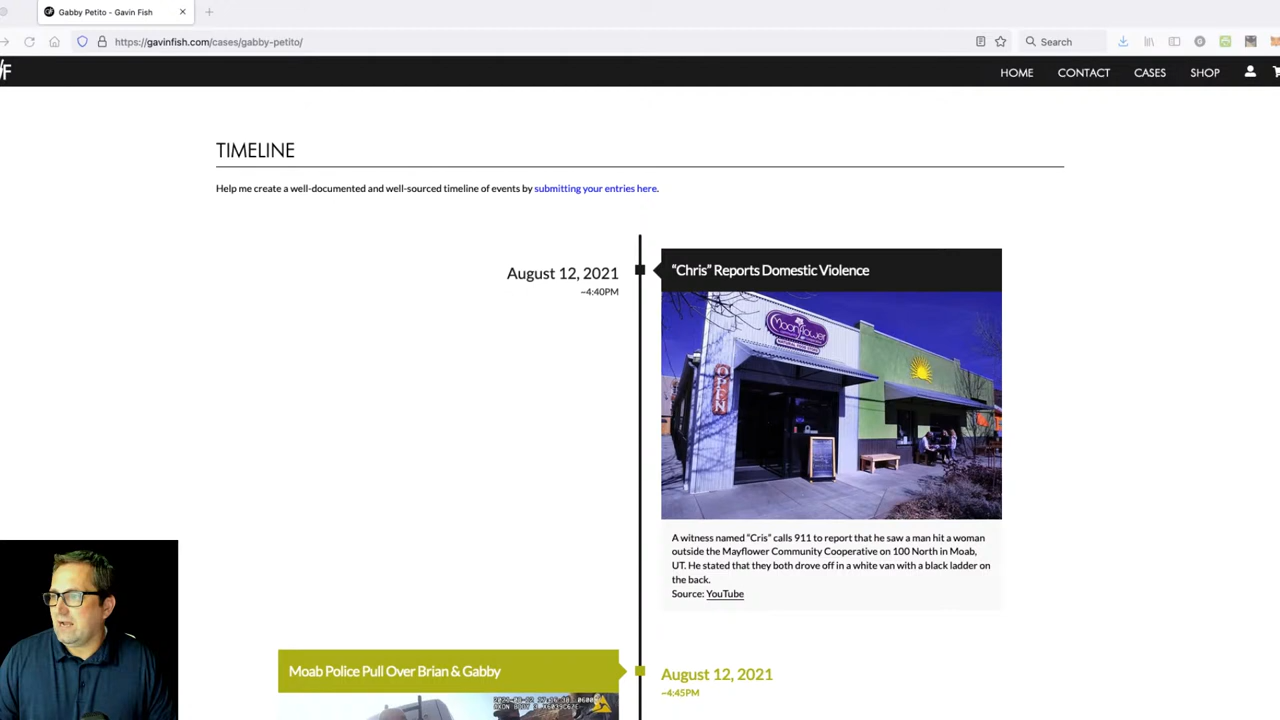 Gabby Petito - Gavin Fish
https://gavinfish.com/cases/gabby-petito/
Search
HOME CONTACT CASES SHOP
TIMELINE
Help me create a well-documented and well-sourced timeline of events by submitting your entries here.
August 12, 2021
~4:40PM
“Chris” Reports Domestic Violence
Moonflower
OPEN
A witness named “Cris” calls 911 to report that he saw a man hit a woman
outside the Mayflower Community Cooperative on 100 North in Moab,
UT. He stated that they both drove off in a white van with a black ladder on
the back.
Source: YouTube
Moab Police Pull Over Brian & Gabby
August 12, 2021
~4:45PM